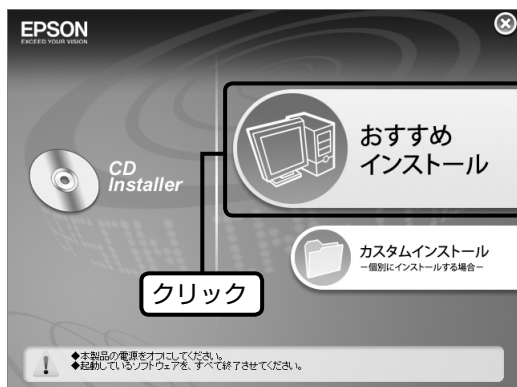 EPSON
EXCEED YOUR VISION
おすすめ
インストール
CD
Installer
カスタムインストール
－個別にインストールする場合－
クリック
◆本製品の電源をオフにしてください。
◆起動しているソフトウェアを、すべて終了させてください。